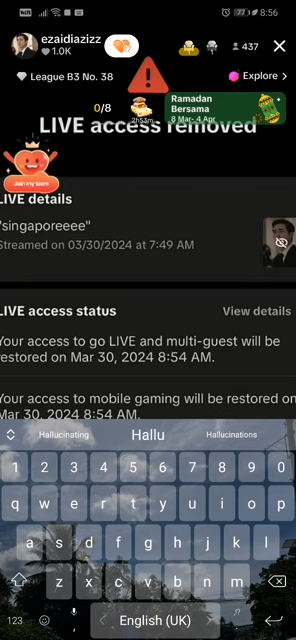 8:56
77
ezaidiazizz
1.0K
437
League B3 No. 38
Explore >
0/8
2h53m
Ramadan
Bersama
8 Mar- 4 Apr
LIVE access removed
Join my team
LIVE details
"singaporeeee"
Streamed on 03/30/2024 at 7:49 AM
LIVE access status
View details
Your access to go LIVE and multi-guest will be
restored on Mar 30, 2024 8:54 AM.
Your access to mobile gaming will be restored on
Mar 30, 2024 8:54 AM.
Hallucinating Hallu Hallucinations
1 2 3 4 5 6 7 8 9 0
q w e r t y u i o p
a s d f g h j k l
z x c v b n m
123 English (UK)